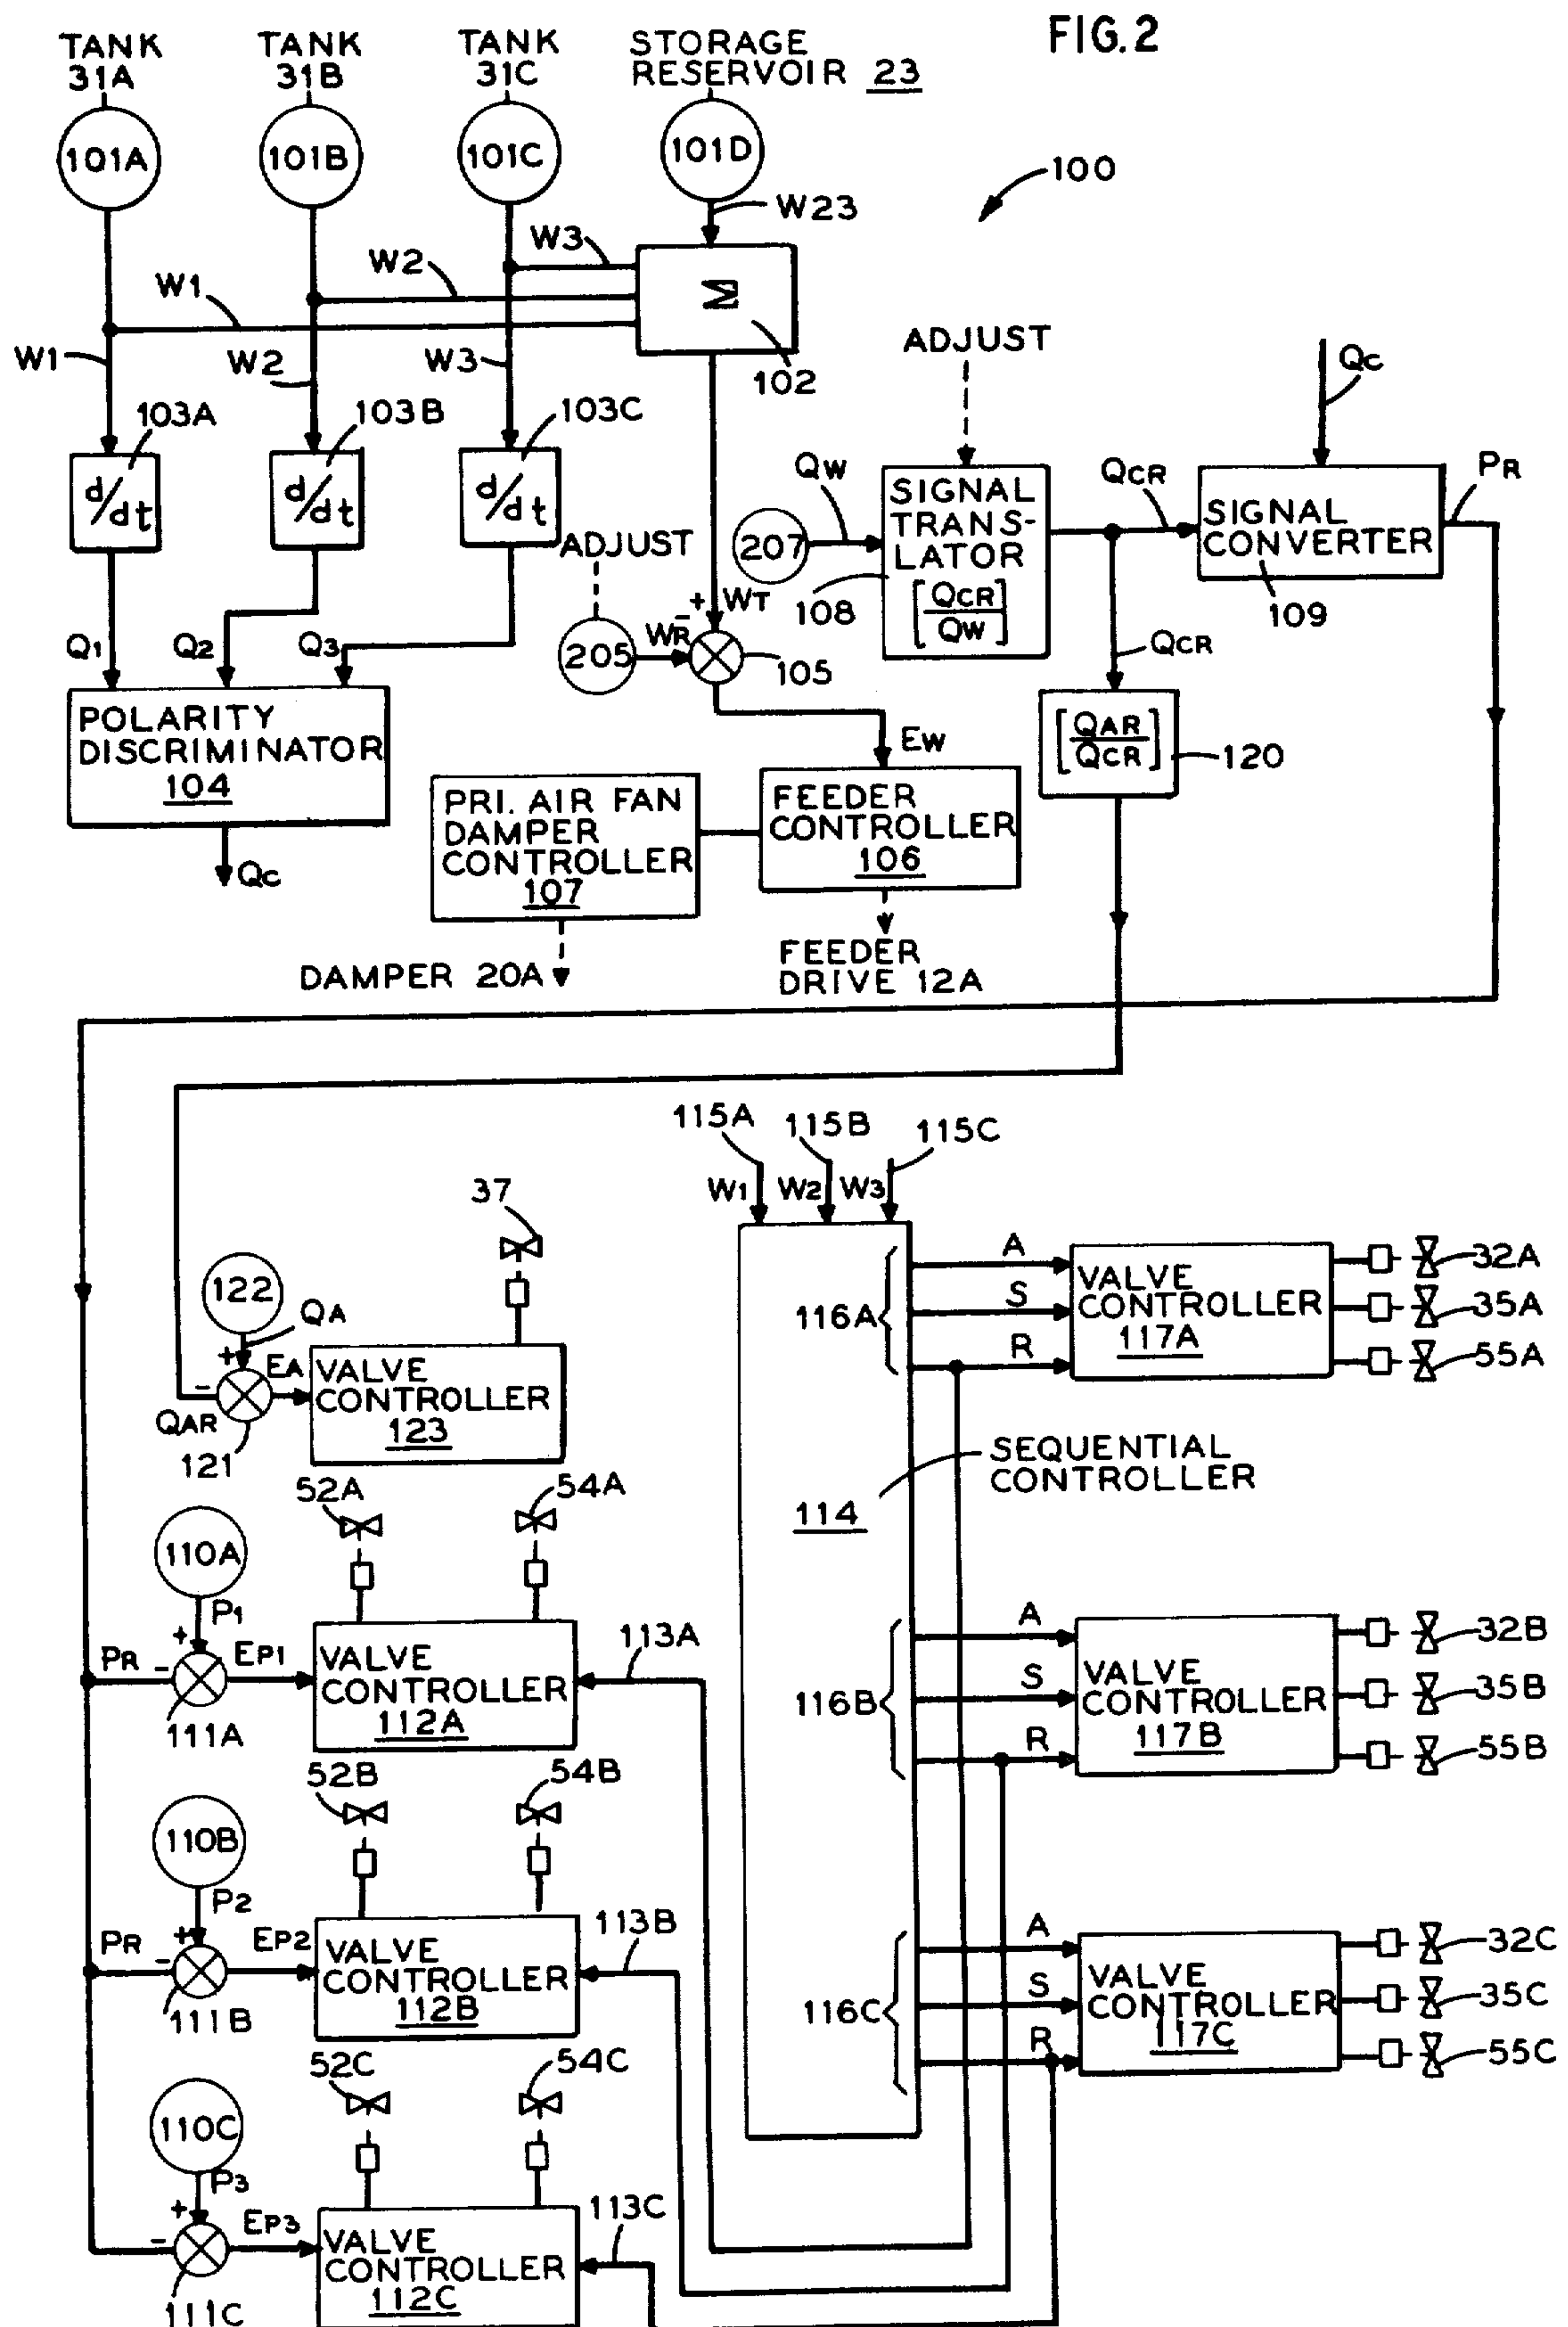 FIG.2
TANK
31A
TANK
31B
TANK
31C
STORAGE
RESERVOIR 23
101A
101B
101C
101D
100
W23
W3
W2
W1
Σ
W1
W2
W3
102
ADJUST
QC
103A
103B
103C
d/dt
d/dt
d/dt
ADJUST
QW
207
SIGNAL
TRANS-
LATOR
[QCR/QW]
108
QCR
SIGNAL
CONVERTER
109
PR
Q1
Q2
Q3
205
WR
-
+
WT
105
QCR
POLARITY
DISCRIMINATOR
104
QC
EW
[QAR/QCR]
120
PRI. AIR FAN
DAMPER
CONTROLLER
107
FEEDER
CONTROLLER
106
DAMPER 20A
FEEDER
DRIVE 12A
115A
115B
115C
W1
W2
W3
37
122
QA
+
-
EA
QAR
121
VALVE
CONTROLLER
123
116A
A
S
R
VALVE
CONTROLLER
117A
32A
35A
55A
SEQUENTIAL
CONTROLLER
114
52A
54A
110A
P1
+
PR
-
EP1
111A
VALVE
CONTROLLER
112A
113A
116B
A
S
R
VALVE
CONTROLLER
117B
32B
35B
55B
52B
54B
110B
P2
+
PR
-
EP2
111B
VALVE
CONTROLLER
112B
113B
116C
A
S
R
VALVE
CONTROLLER
117C
32C
35C
55C
52C
54C
110C
P3
+
-
EP3
111C
VALVE
CONTROLLER
112C
113C